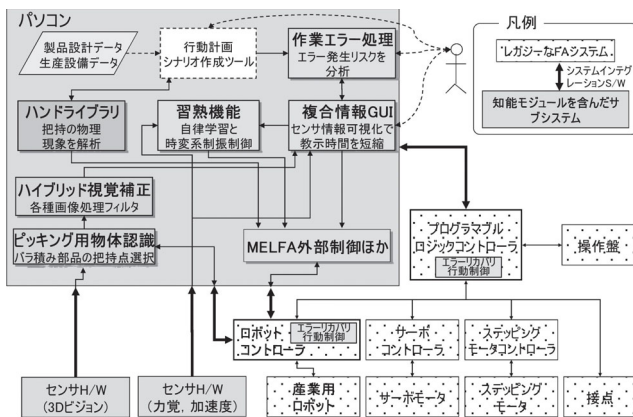 パソコン
製品設計データ
生産設備データ
行動計画
シナリオ作成ツール
作業エラー処理
エラー発生リスクを
分析
凡例
レガシーなFAシステム
システムインテグ
レーションS/W
知能モジュールを含んだサ
ブシステム
ハンドライブラリ
把持の物理
現象を解析
習熟機能
自律学習と
時変系制振制御
複合情報GUI
センサ情報可視化で
教示時間を短縮
ハイブリッド視覚補正
各種画像処理フィルタ
ピッキング用物体認識
バラ積み部品の把持点選択
MELFA外部制御ほか
プログラマブル
ロジックコントローラ
エラーリカバリ
行動制御
操作盤
ロボット
コントローラ
エラーリカバリ
行動制御
サーボ
コントローラ
ステッピング
モータコントローラ
センサH/W
(3Dビジョン)
センサH/W
(力覚, 加速度)
産業用
ロボット
サーボモータ
ステッピング
モータ
接点